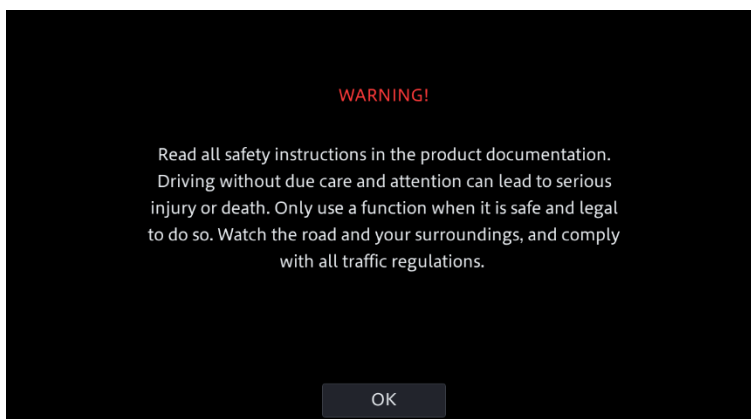 WARNING!
Read all safety instructions in the product documentation.
Driving without due care and attention can lead to serious
injury or death. Only use a function when it is safe and legal
to do so. Watch the road and your surroundings, and comply
with all traffic regulations.
OK